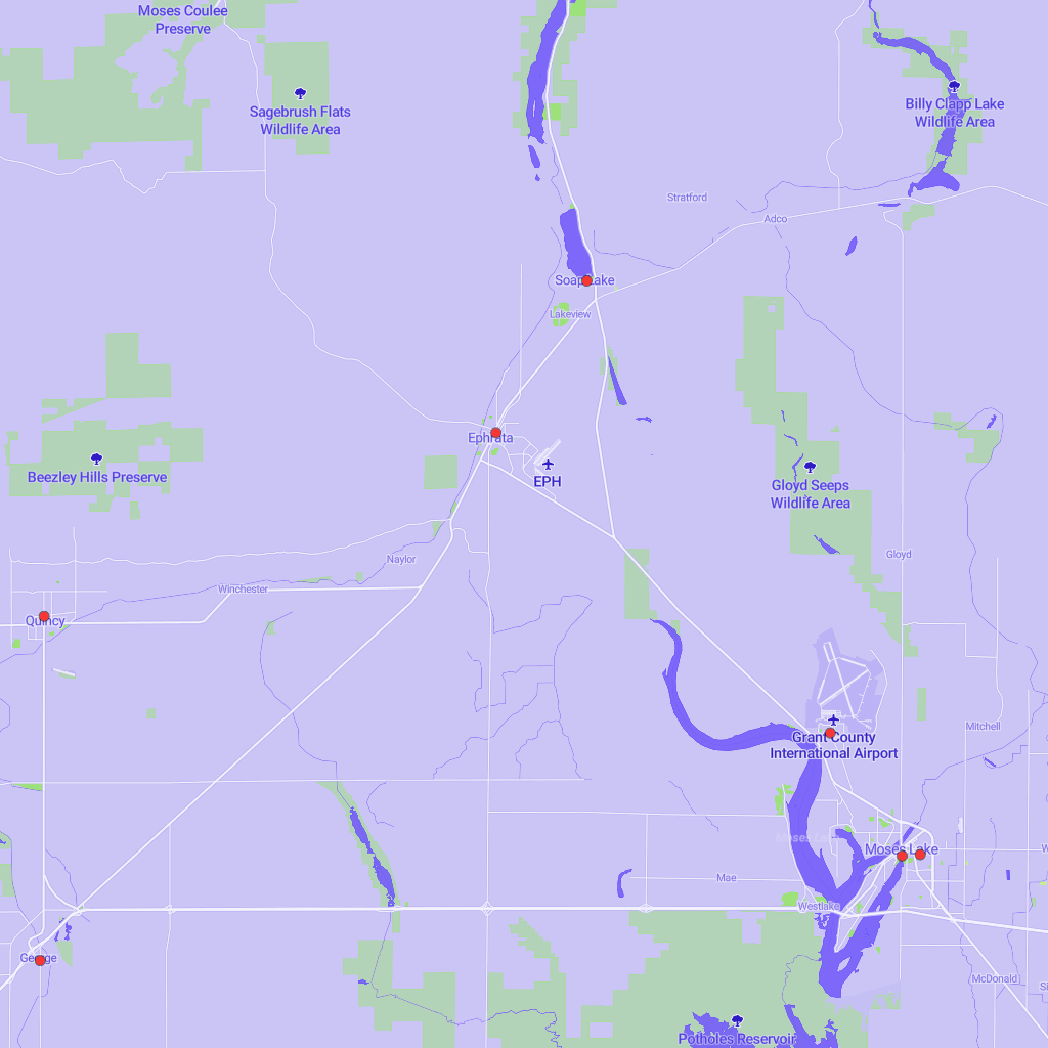 Moses Coulee
Preserve
Sagebrush Flats
Wildlife Area
Billy Clapp Lake
Wildlife Area
Stratford
Adco
Soap Lake
Lakeview
Ephrata
EPH
Beezley Hills Preserve
Gloyd Seeps
Wildlife Area
Gloyd
Naylor
Winchester
Quincy
Mitchell
Grant County
International Airport
Moses Lake
Moses Lake
Mae
Westlake
George
McDonald
Potholes Reservoir